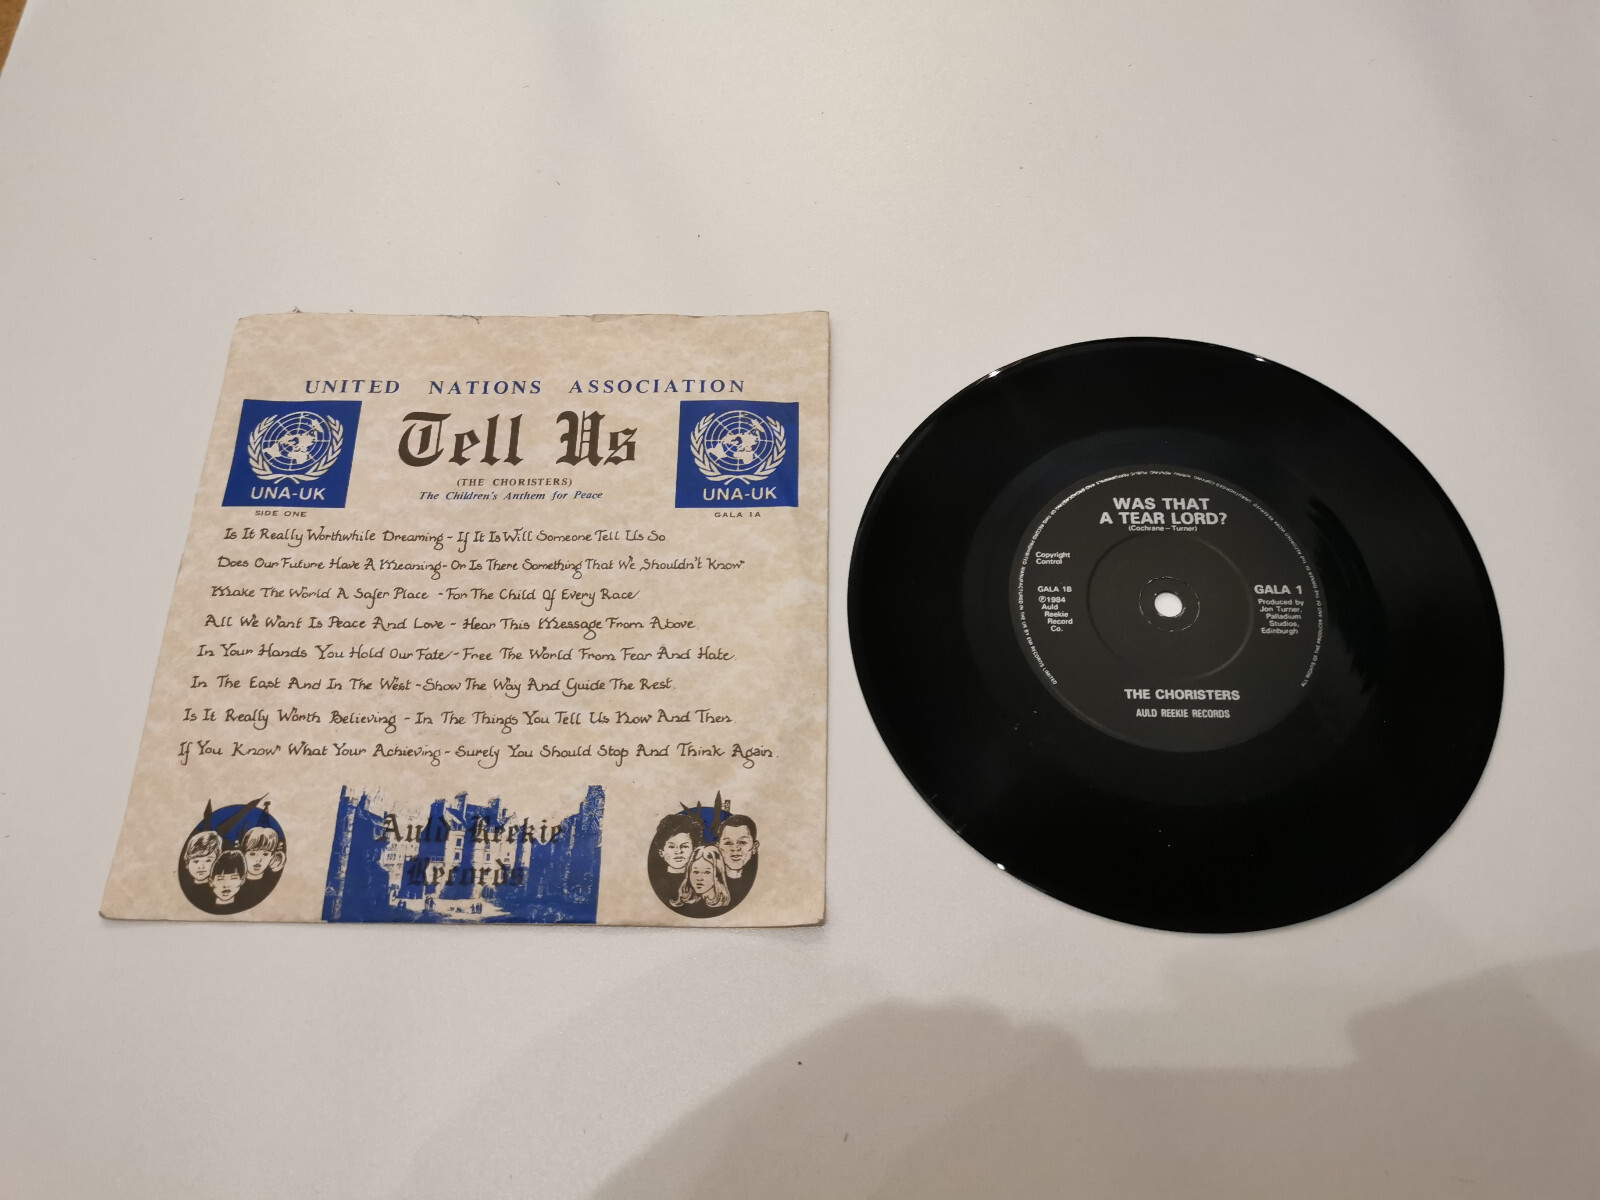 UNITED NATIONS ASSOCIATION
Tell Us
(THE CHORISTERS)
The Children's Anthem for Peace
UNA-UK
UNA-UK
SIDE ONE
GALA 1A
Is It Really Worthwhile Dreaming - If It Is Will Someone Tell Us So
Does Our Future Have A Meaning - Or Is There Something That We Shouldn't Know
Make The World A Safer Place - For The Child Of Every Race
All We Want Is Peace And Love - Hear This Message From Above
In Your Hands You Hold Our Fate - Free The World From Fear And Hate.
In The East And In The West - Show The Way And Guide The Rest.
Is It Really Worth Believing - In The Things You Tell Us Now And Then.
If You Know What Your Achieving - Surely You Should Stop And Think Again.
Auld Reekie
Records
WAS THAT
A TEAR LORD?
(Cochrane - Turner)
Copyright
Control
GALA 1B
℗1984
Auld
Reekie
Record
Co.
GALA 1
Produced by
Jon Turner.
Palladium
Studios,
Edinburgh
THE CHORISTERS
AULD REEKIE RECORDS